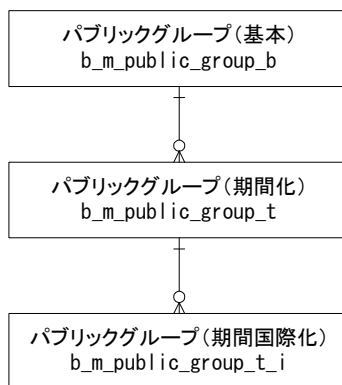 パブリックグループ（基本）
b_m_public_group_b
パブリックグループ（期間化）
b_m_public_group_t
パブリックグループ（期間国際化）
b_m_public_group_t_i